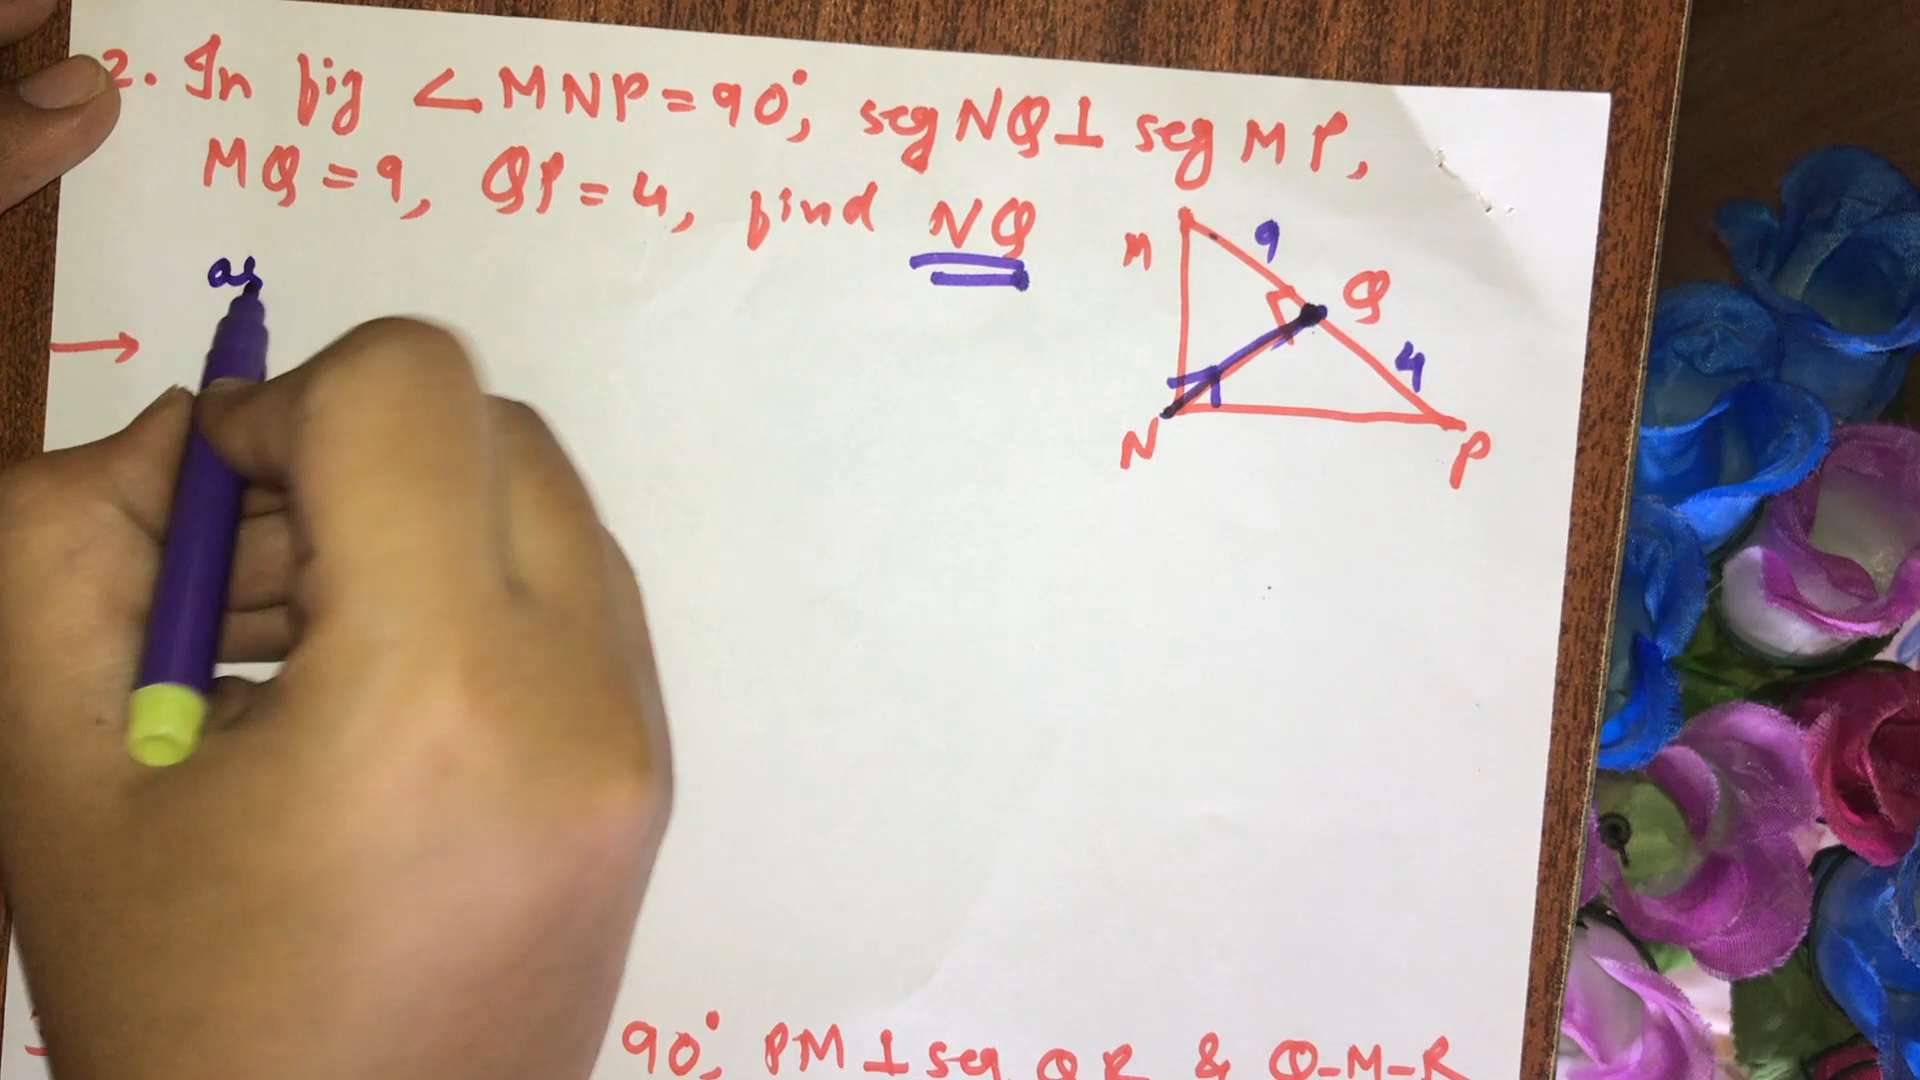 2. In fig ∠MNP=90°, seg NQ⊥ seg MP,
MQ=9, QP=4, find NQ
as
M
9
Q
4
N
P
90°, PM⊥seg QR & Q-M-R